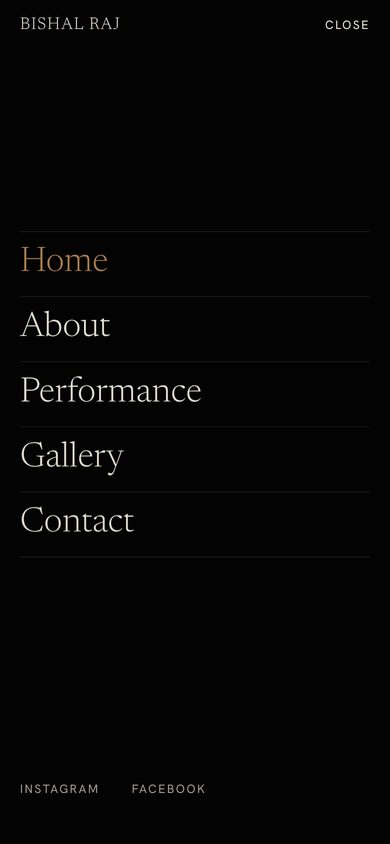 BISHAL RAJ
CLOSE
Home
About
Performance
Gallery
Contact
INSTAGRAM FACEBOOK